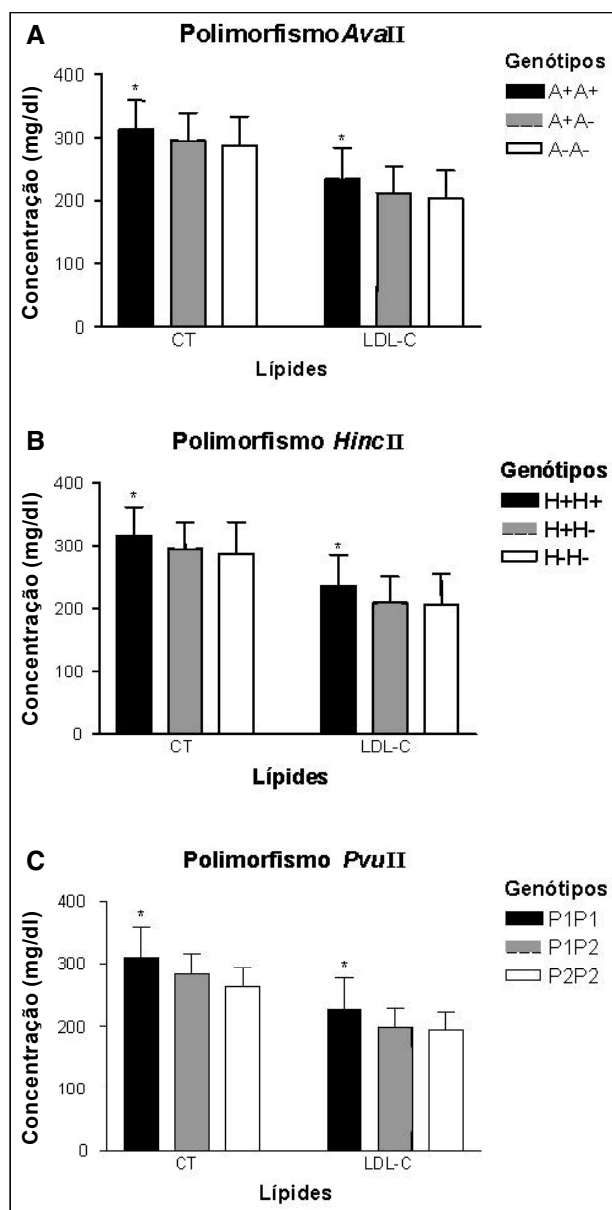 A
Polimorfismo AvaII
Concentração (mg/dl)
400
300
200
100
0
*
*
CT
LDL-C
Lípides
Genótipos
A+A+
A+A-
A-A-
B
Polimorfismo HincII
Concentração (mg/dl)
400
300
200
100
0
*
*
CT
LDL-C
Lípides
Genótipos
H+H+
H+H-
H-H-
C
Polimorfismo PvuII
Concentração (mg/dl)
400
300
200
100
0
*
*
CT
LDL-C
Lípides
Genótipos
P1P1
P1P2
P2P2